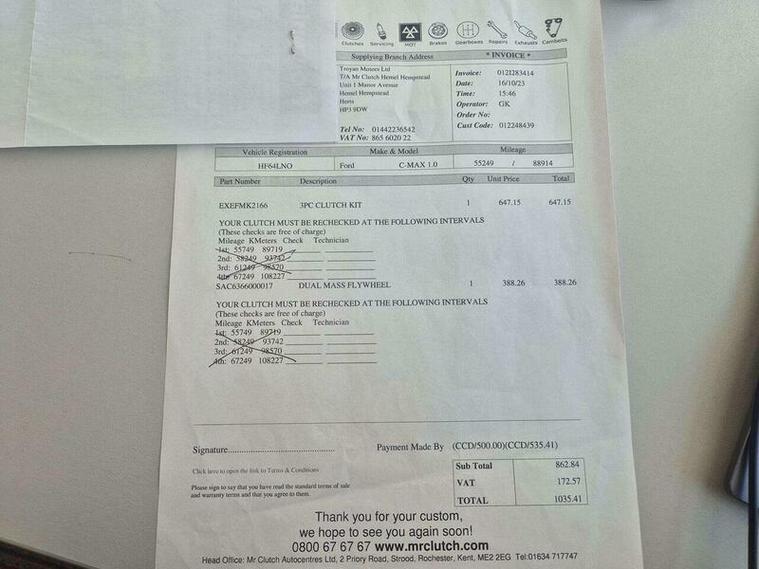 Clutches Servicing MOT Brakes Gearboxes Repairs Exhausts Cambelts
Supplying Branch Address
* INVOICE *
Troyan Motors Ltd
T/A Mr Clutch Hemel Hempstead
Unit 1 Manor Avenue
Hemel Hempstead
Herts
HP3 9DW
Tel No: 01442236542
VAT No: 865 6020 22
Invoice: 0121283414
Date: 16/10/23
Time: 15:46
Operator: GK
Order No:
Cust Code: 012248439
Vehicle Registration Make & Model Mileage
HF64LNO Ford C-MAX 1.0 55249 / 88914
Part Number Description Qty Unit Price Total
EXEFMK2166 3PC CLUTCH KIT 1 647.15 647.15
YOUR CLUTCH MUST BE RECHECKED AT THE FOLLOWING INTERVALS
(These checks are free of charge)
Mileage KMeters Check Technician
1st: 55749 89719
2nd: 58249 93742
3rd: 61249 98570
4th: 67249 108227
SAC6366000017 DUAL MASS FLYWHEEL 1 388.26 388.26
YOUR CLUTCH MUST BE RECHECKED AT THE FOLLOWING INTERVALS
(These checks are free of charge)
Mileage KMeters Check Technician
1st: 55749 89719
2nd: 58249 93742
3rd: 61249 98570
4th: 67249 108227
Signature.......................................
Payment Made By (CCD/500.00)(CCD/535.41)
Click here to open the link to Terms & Conditions
Please sign to say that you have read the standard terms of sale
and warranty terms and that you agree to them.
Sub Total 862.84
VAT 172.57
TOTAL 1035.41
Thank you for your custom,
we hope to see you again soon!
0800 67 67 67 www.mrclutch.com
Head Office: Mr Clutch Autocentres Ltd, 2 Priory Road, Strood, Rochester, Kent, ME2 2EG Tel:01634 717747